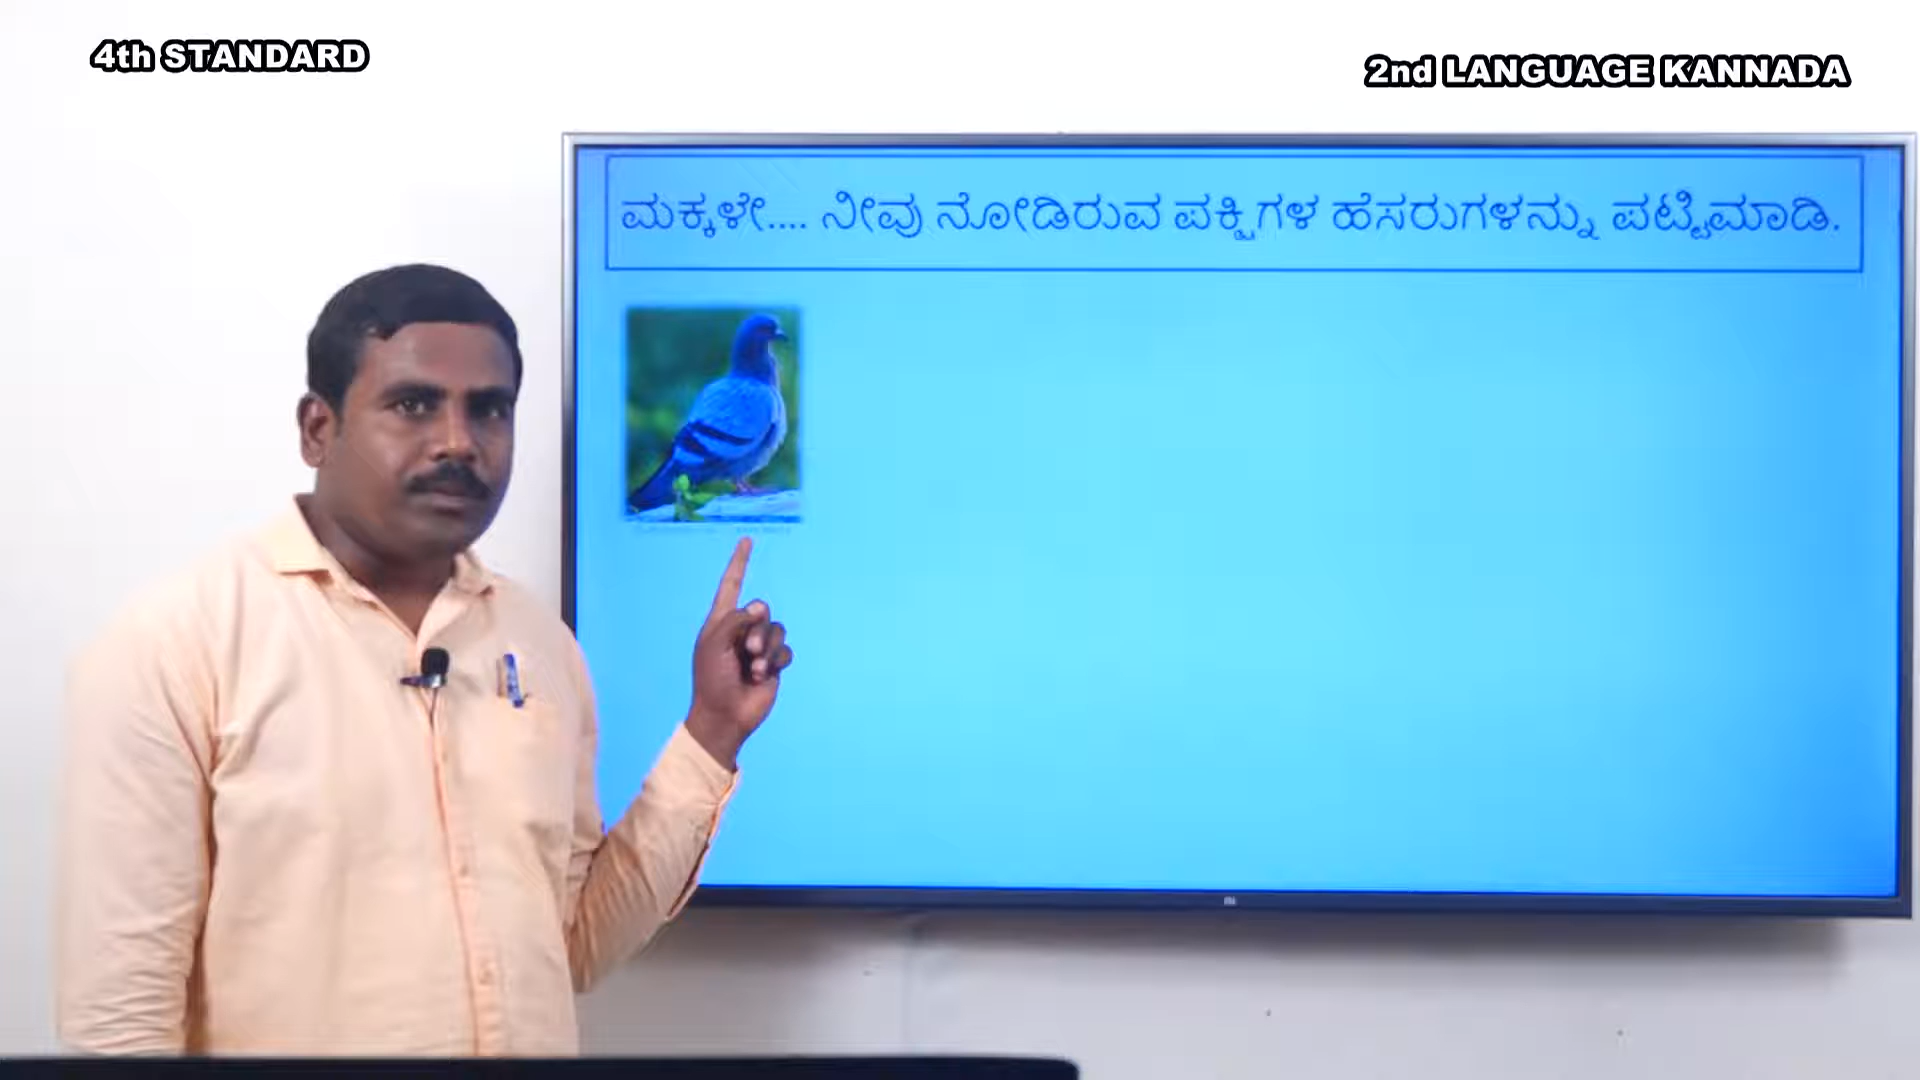 4th STANDARD
2nd LANGUAGE KANNADA
ಮಕ್ಕಳೇ.... ನೀವು ನೋಡಿರುವ ಪಕ್ಷಿಗಳ ಹೆಸರುಗಳನ್ನು ಪಟ್ಟಿಮಾಡಿ.